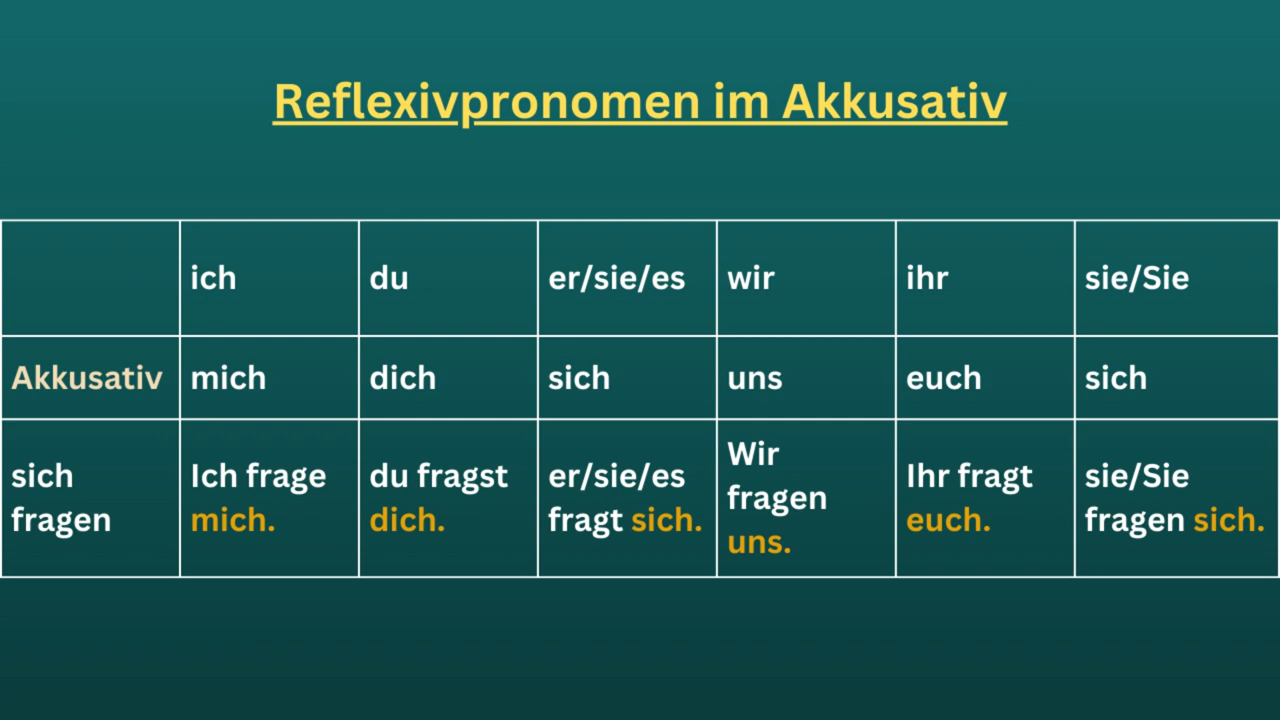 Reflexivpronomen im Akkusativ
ich du er/sie/es wir ihr sie/Sie
Akkusativ mich dich sich uns euch sich
sich
fragen
Ich frage
mich.
du fragst
dich.
er/sie/es
fragt sich.
Wir
fragen
uns.
Ihr fragt
euch.
sie/Sie
fragen sich.